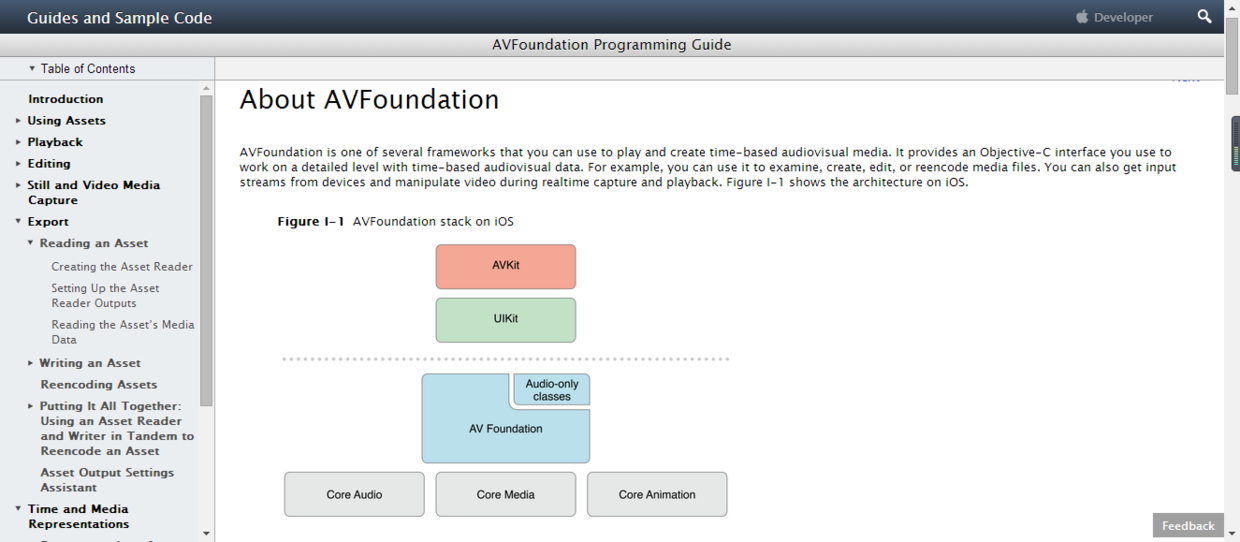 Guides and Sample Code
Developer
AVFoundation Programming Guide
Table of Contents
Introduction
Using Assets
Playback
Editing
Still and Video Media
Capture
Export
Reading an Asset
Creating the Asset Reader
Setting Up the Asset
Reader Outputs
Reading the Asset's Media
Data
Writing an Asset
Reencoding Assets
Putting It All Together:
Using an Asset Reader
and Writer in Tandem to
Reencode an Asset
Asset Output Settings
Assistant
Time and Media
Representations
About AVFoundation
AVFoundation is one of several frameworks that you can use to play and create time-based audiovisual media. It provides an Objective-C interface you use to
work on a detailed level with time-based audiovisual data. For example, you can use it to examine, create, edit, or reencode media files. You can also get input
streams from devices and manipulate video during realtime capture and playback. Figure I-1 shows the architecture on iOS.
Figure I-1 AVFoundation stack on iOS
AVKit
UIKit
Audio-only
classes
AV Foundation
Core Audio
Core Media
Core Animation
Feedback